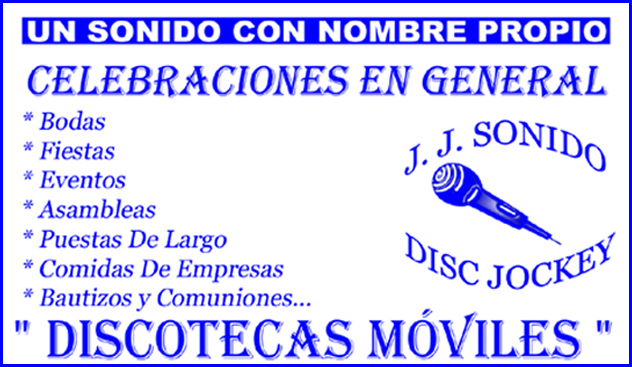 UN SONIDO CON NOMBRE PROPIO
CELEBRACIONES EN GENERAL
* Bodas
* Fiestas
* Eventos
* Asambleas
* Puestas De Largo
* Comidas De Empresas
* Bautizos y Comuniones...
J. J. SONIDO
DISC JOCKEY
" DISCOTECAS MÓVILES "